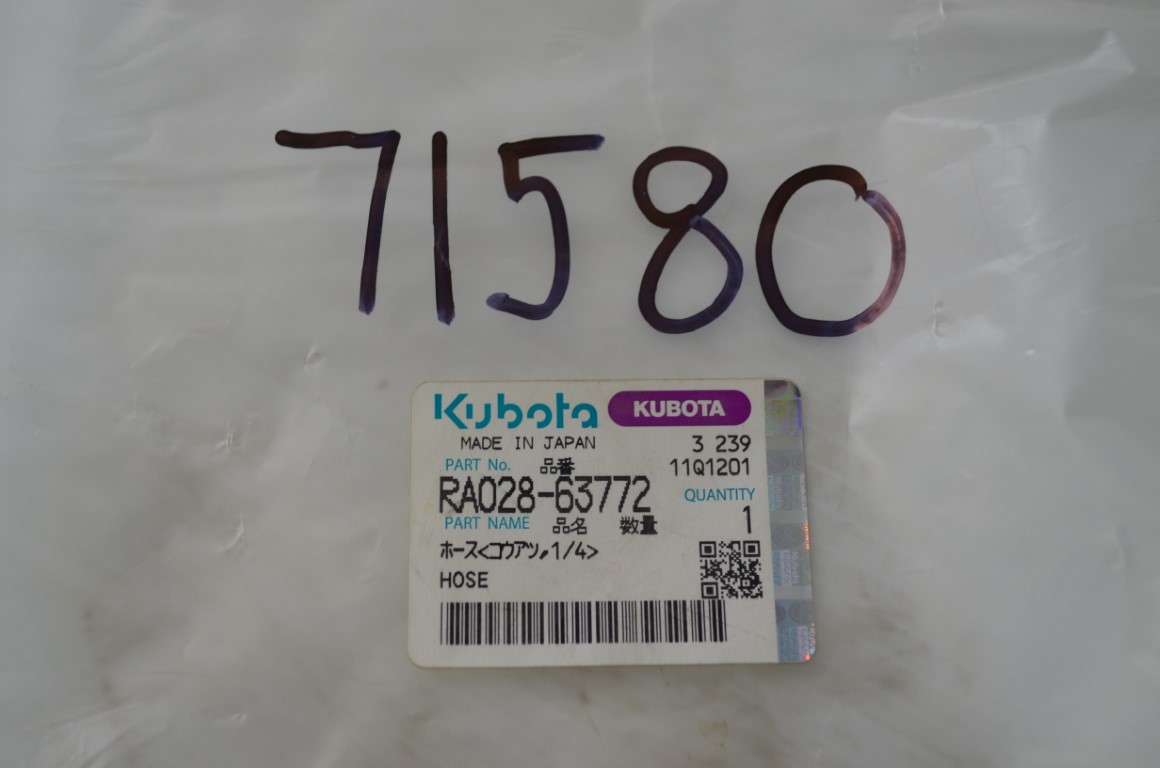 71580
Kubota KUBOTA
MADE IN JAPAN 3 239
PART No. 品番 11Q1201
RA028-63772 QUANTITY
PART NAME 品名 数量 1
ホース<コウアツ,1/4>
HOSE